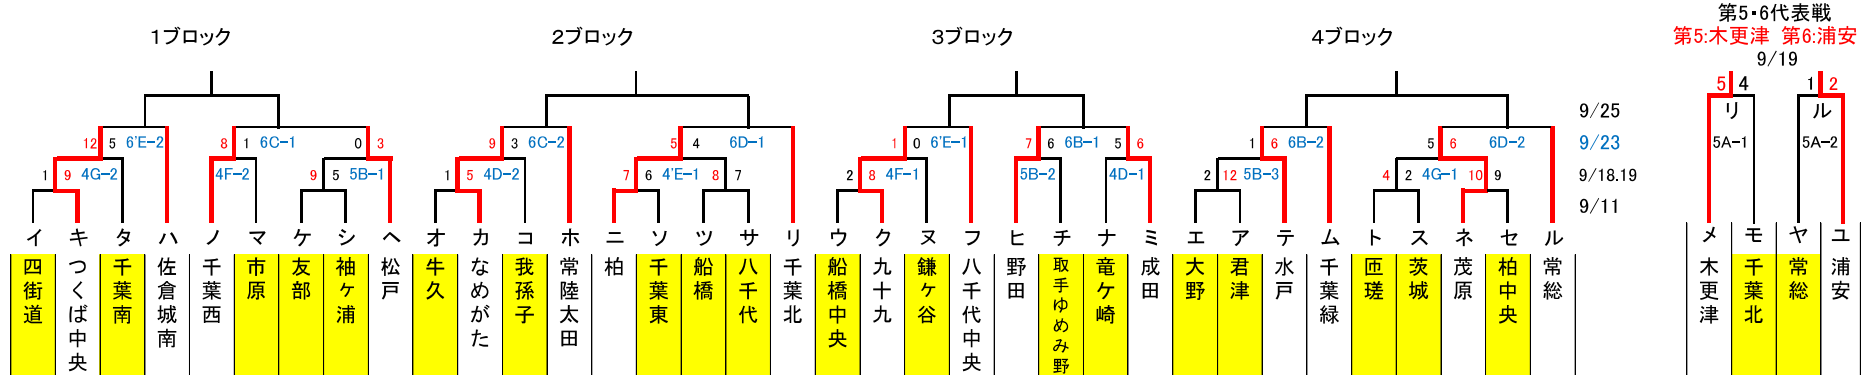 第5・6代表戦
1ブロック 2ブロック 3ブロック 4ブロック 第5:木更津 第6:浦安
9/19
5 4 1 2
9/25 リ ル
12 5 6'E-2 8 1 6C-1 0 3 9 3 6C-2 5 4 6D-1 1 0 6'E-1 7 6 6B-1 5 6 1 6 6B-2 5 6 6D-2 9/23 5A-1 5A-2
1 9 4G-2 4F-2 9 5 5B-1 1 5 4D-2 7 6 4'E-1 8 7 2 8 4F-1 5B-2 4D-1 2 12 5B-3 4 2 4G-1 10 9 9/18.19
9/11
イ キ タ ハ ノ マ ケ シ ヘ オ カ コ ホ ニ ソ ツ サ リ ウ ク ヌ フ ヒ チ ナ ミ エ ア テ ム ト ス ネ セ ル メ モ ヤ ユ
四街道
つくば中央
千葉南
佐倉城南
千葉西
市原
友部
袖ヶ浦
松戸
牛久
なめがた
我孫子
常陸太田
柏
千葉東
船橋
八千代
千葉北
船橋中央
九十九
鎌ヶ谷
八千代中央
野田
取手ゆめみ野
竜ケ崎
成田
大野
君津
水戸
千葉緑
匝瑳
茨城
茂原
柏中央
常総
木更津
千葉北
常総
浦安